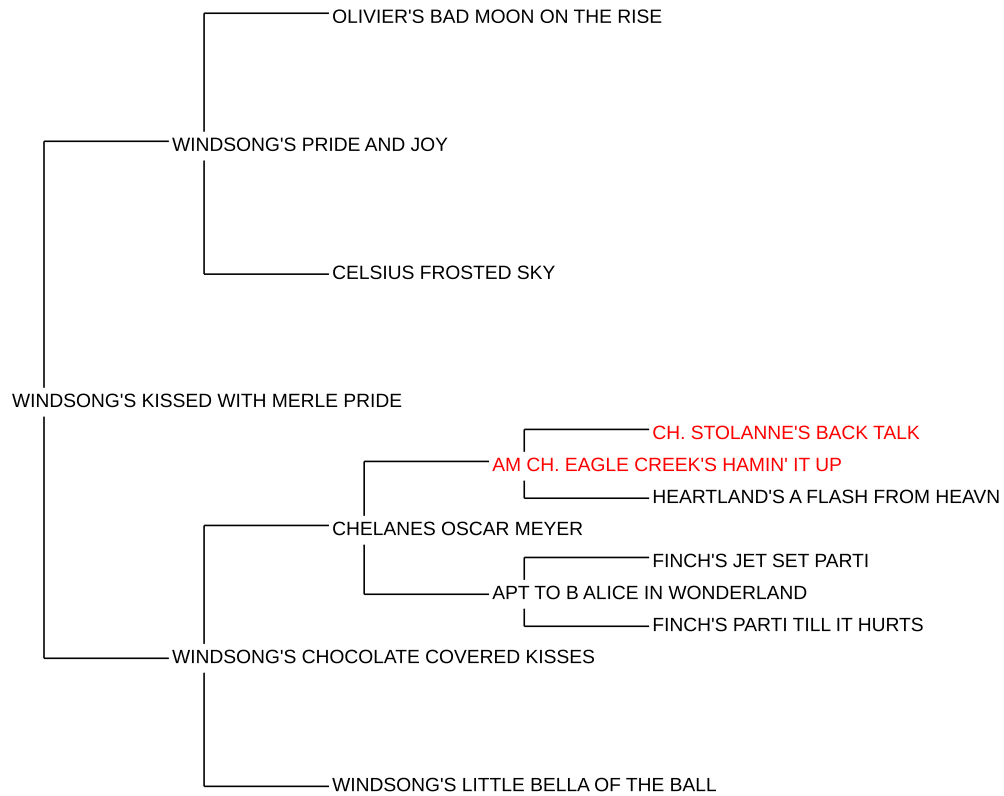 OLIVIER'S BAD MOON ON THE RISE
WINDSONG'S PRIDE AND JOY
CELSIUS FROSTED SKY
WINDSONG'S KISSED WITH MERLE PRIDE
CH. STOLANNE'S BACK TALK
AM CH. EAGLE CREEK'S HAMIN' IT UP
HEARTLAND'S A FLASH FROM HEAVN
CHELANES OSCAR MEYER
FINCH'S JET SET PARTI
APT TO B ALICE IN WONDERLAND
FINCH'S PARTI TILL IT HURTS
WINDSONG'S CHOCOLATE COVERED KISSES
WINDSONG'S LITTLE BELLA OF THE BALL